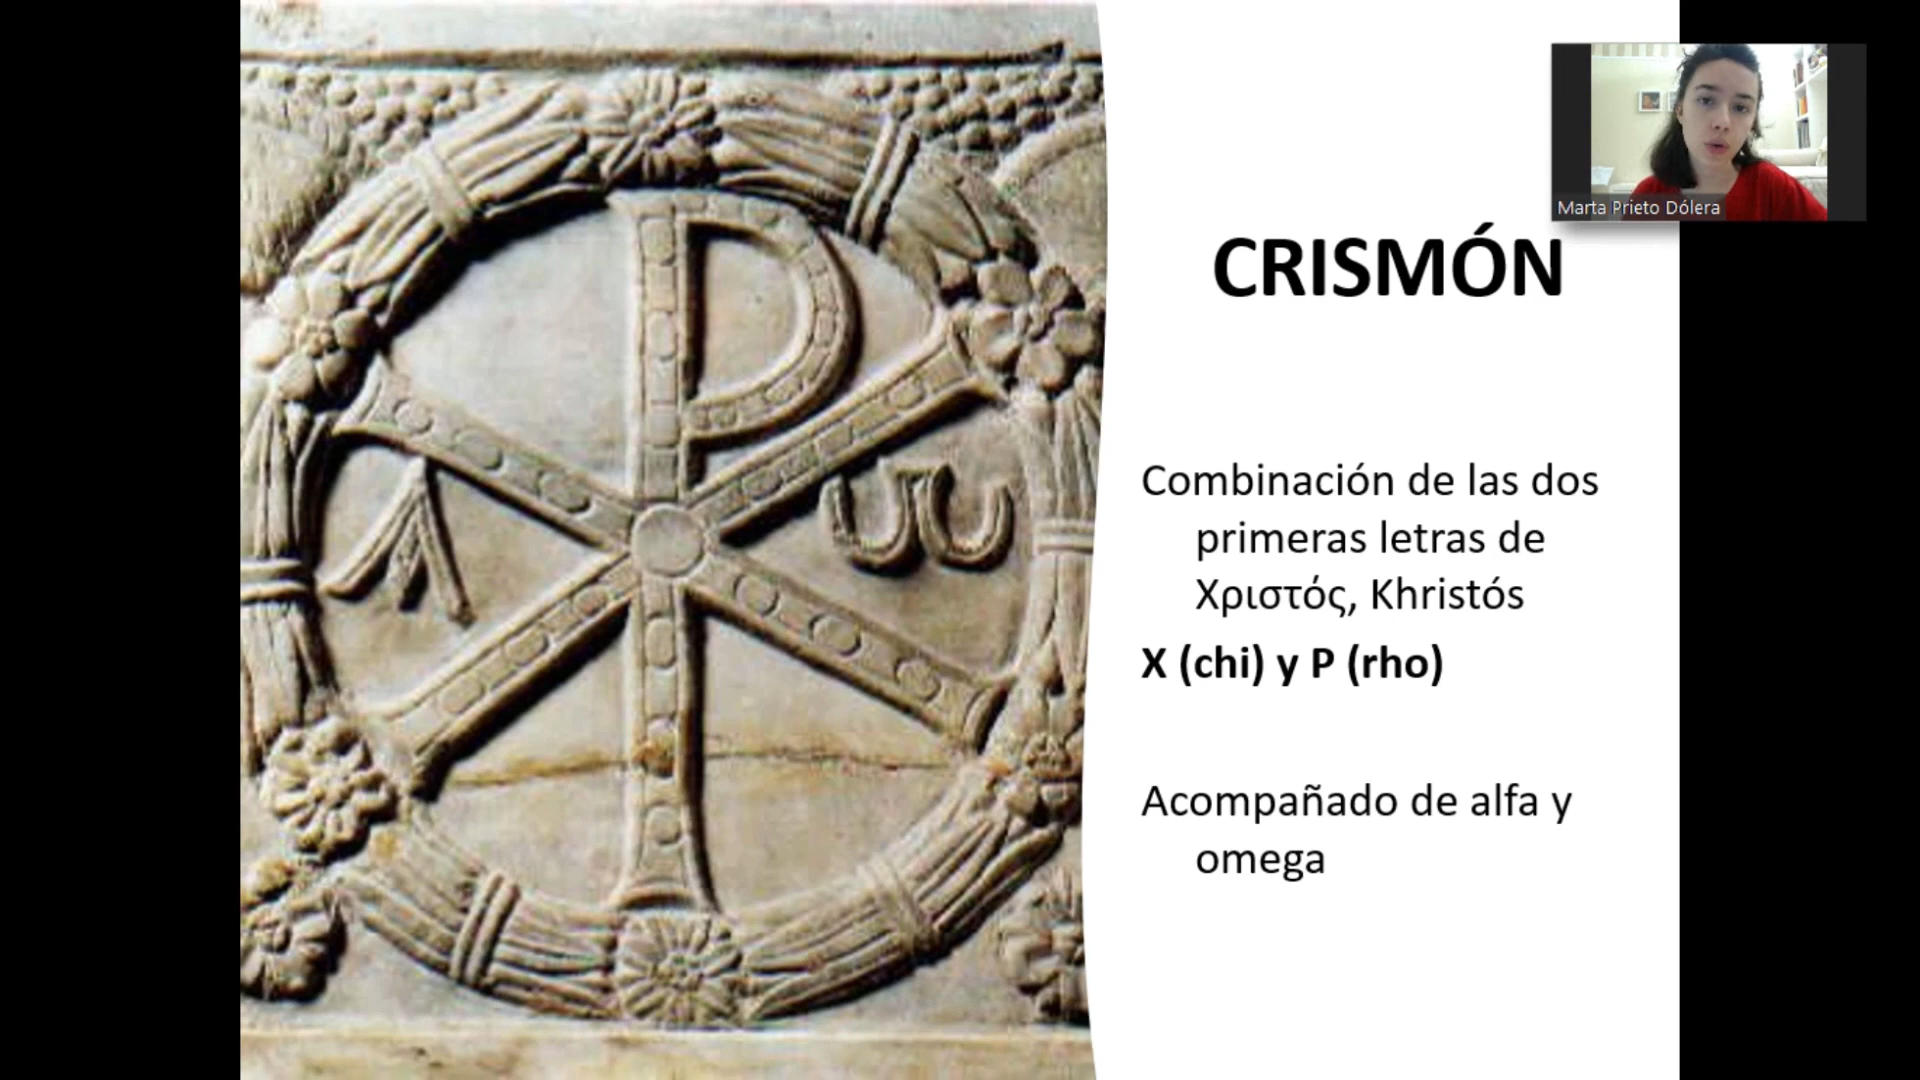 Marta Prieto Dólera
CRISMÓN
Combinación de las dos
primeras letras de
Χριστός, Khristós
X (chi) y P (rho)
Acompañado de alfa y
omega